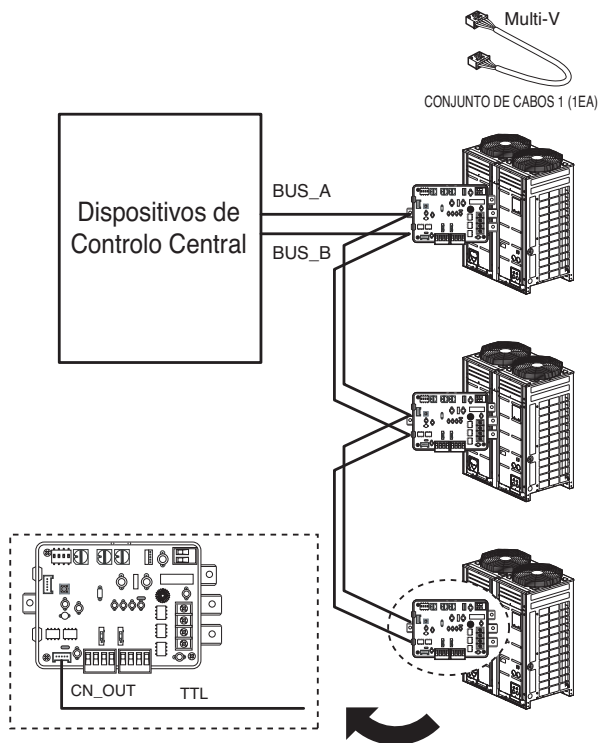 Multi-V
CONJUNTO DE CABOS 1 (1EA)
Dispositivos de
Controlo Central
BUS_A
BUS_B
CN_OUT
TTL